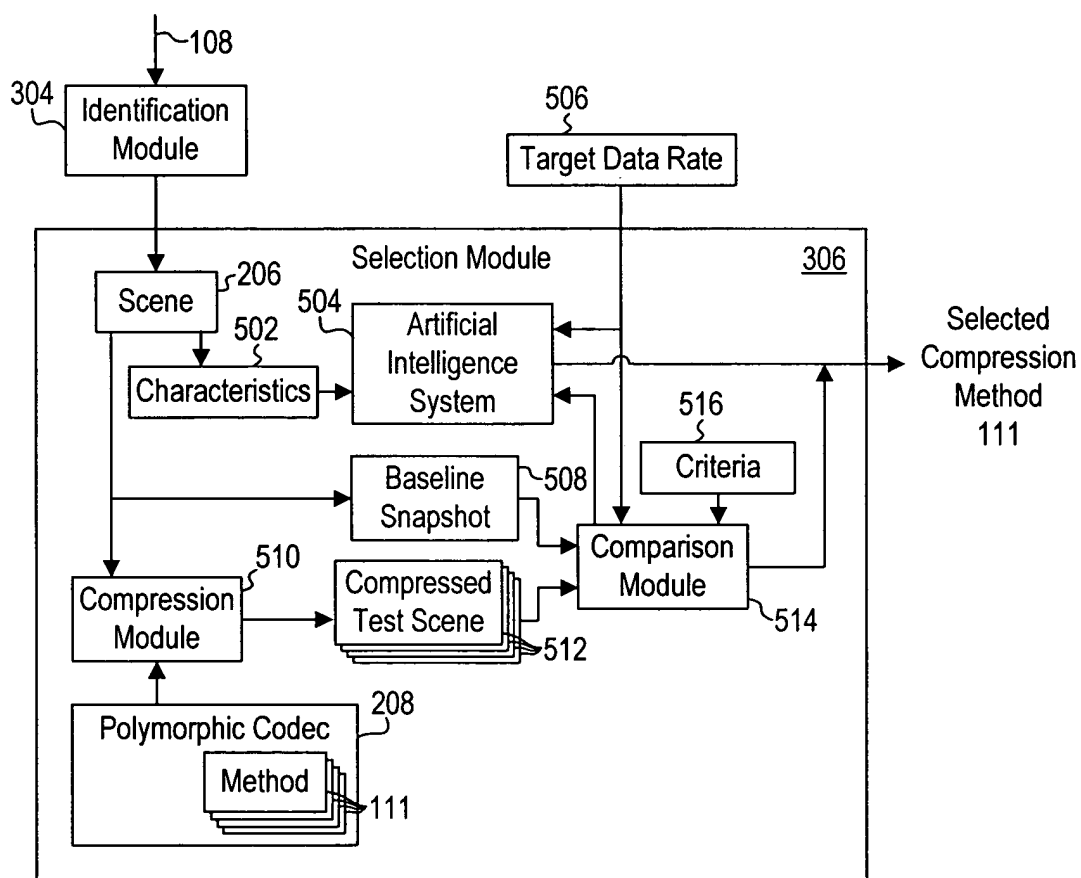 108
304
Identification
Module
506
Target Data Rate
Selection Module
306
206
Scene
502
Characteristics
504
Artificial
Intelligence
System
Selected
Compression
Method
111
516
Criteria
508
Baseline
Snapshot
Comparison
Module
514
510
Compression
Module
Compressed
Test Scene
512
Polymorphic Codec
208
Method
111